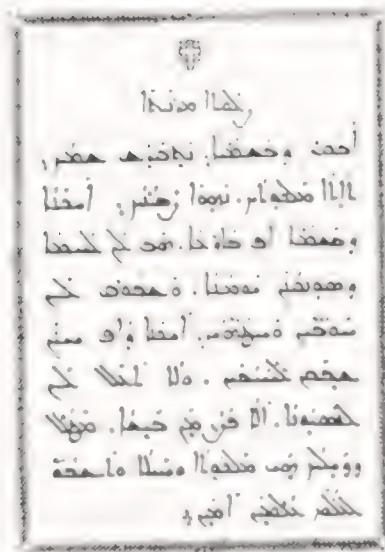 ܨܠܘܬܐ ܡܪܢܝܬܐ
ܐܒܘܢ ܕܒܫܡܝܐ. ܢܬܩܕܫ ܫܡܟ.
ܬܐܬܐ ܡܠܟܘܬܟ. ܢܗܘܐ ܨܒܝܢܟ. ܐܝܟܢܐ
ܕܒܫܡܝܐ ܐܦ ܒܐܪܥܐ. ܗܒ ܠܢ ܠܚܡܐ
ܕܣܘܢܩܢܢ ܝܘܡܢܐ. ܘܫܒܘܩ ܠܢ
ܚܘܒܝܢ ܘܚܛܗܝܢ. ܐܝܟܢܐ ܕܐܦ ܚܢܢ
ܫܒܩܢ ܠܚܝܒܝܢ. ܘܠܐ ܬܥܠܢ
ܠܢܣܝܘܢܐ. ܐܠܐ ܦܨܢ ܡܢ ܒܝܫܐ. ܡܛܠ
ܕܕܝܠܟ ܗܝ ܡܠܟܘܬܐ ܘܚܝܠܐ
ܠܥܠܡ ܥܠܡܝܢ ܐܡܝܢ.